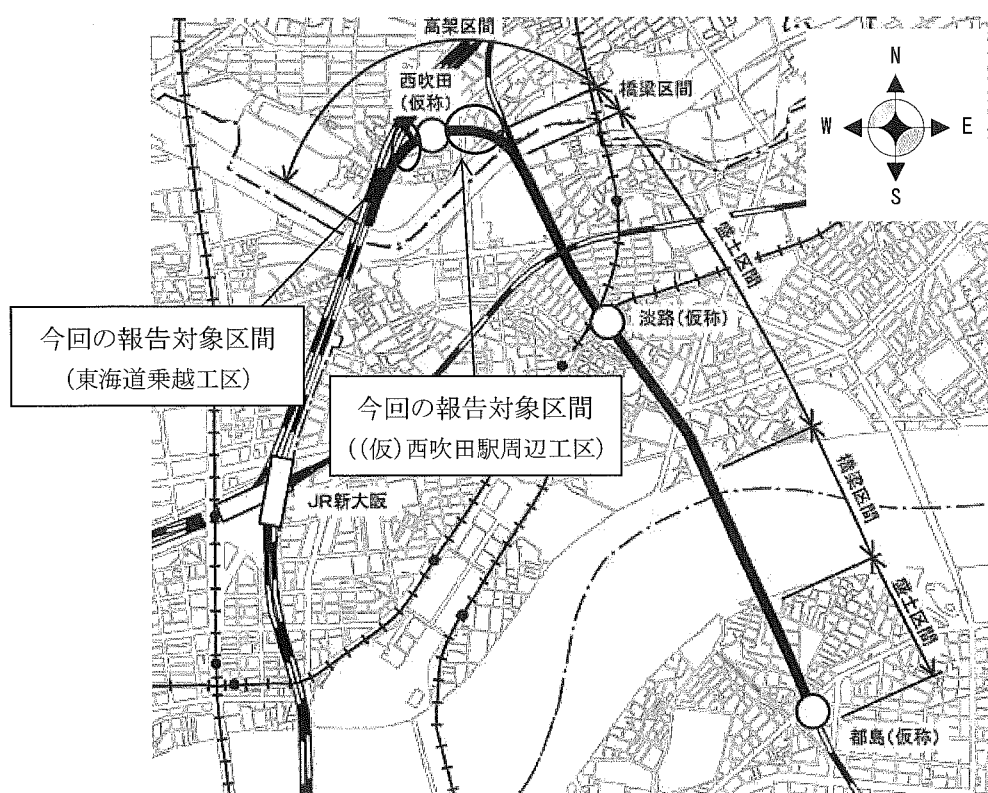 高架区間
西吹田
(仮称)
橋梁区間
N
W
E
S
盛土区間
今回の報告対象区間
(東海道乗越工区)
淡路(仮称)
今回の報告対象区間
((仮)西吹田駅周辺工区)
JR新大阪
橋梁区間
盛土区間
都島(仮称)